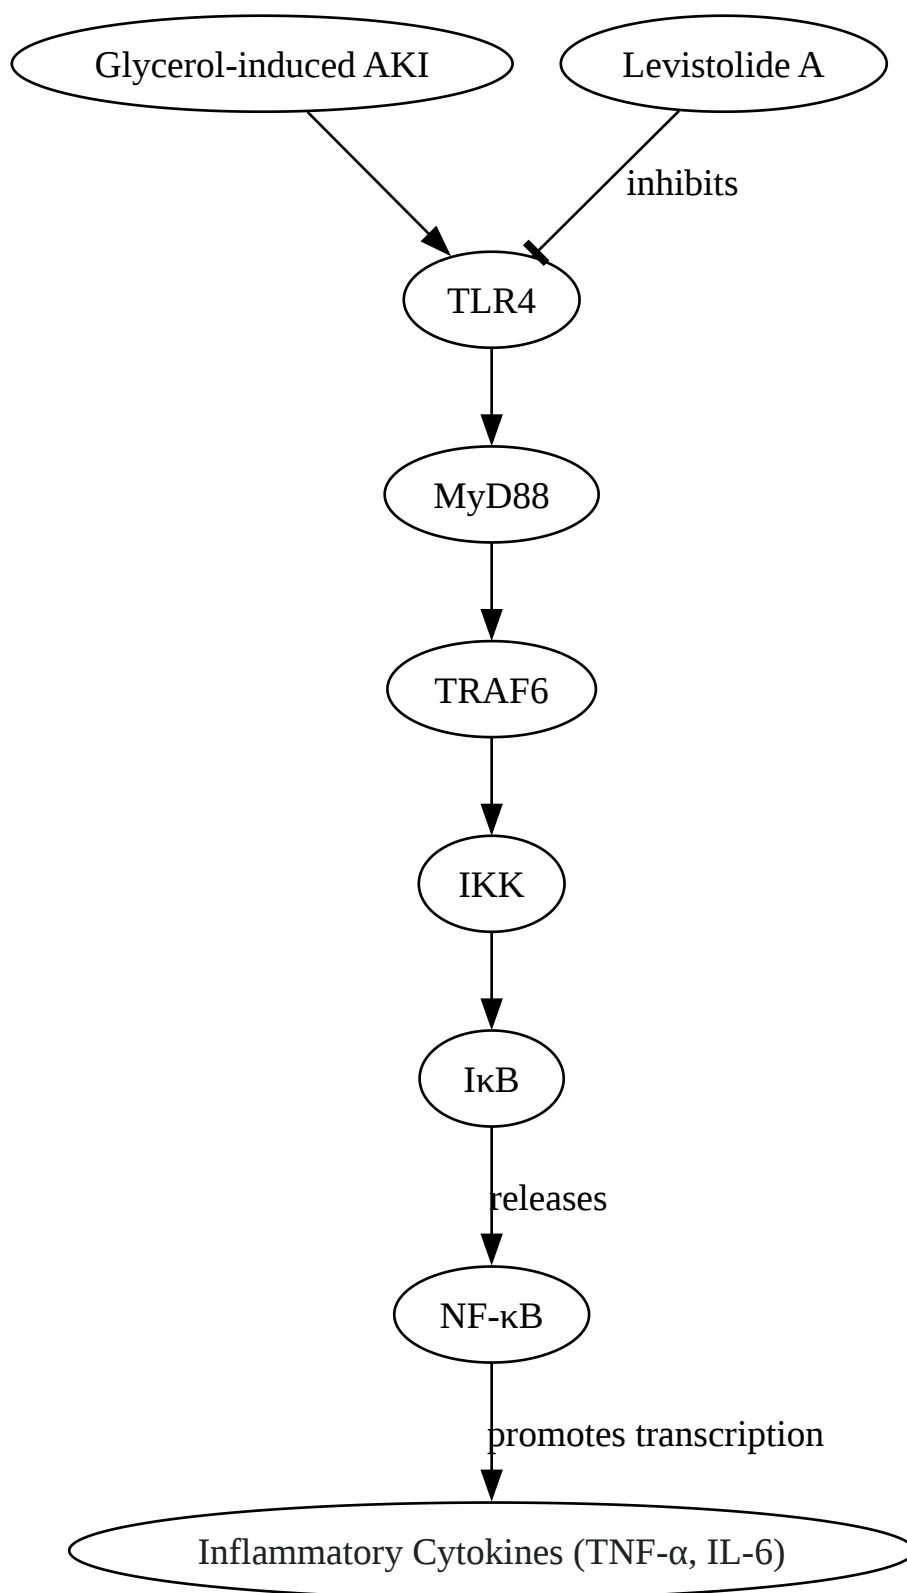 Glycerol-induced AKI
Levistolide A
inhibits
TLR4
MyD88
TRAF6
IKK
IκB
releases
NF-κB
promotes transcription
Inflammatory Cytokines (TNF-α, IL-6)